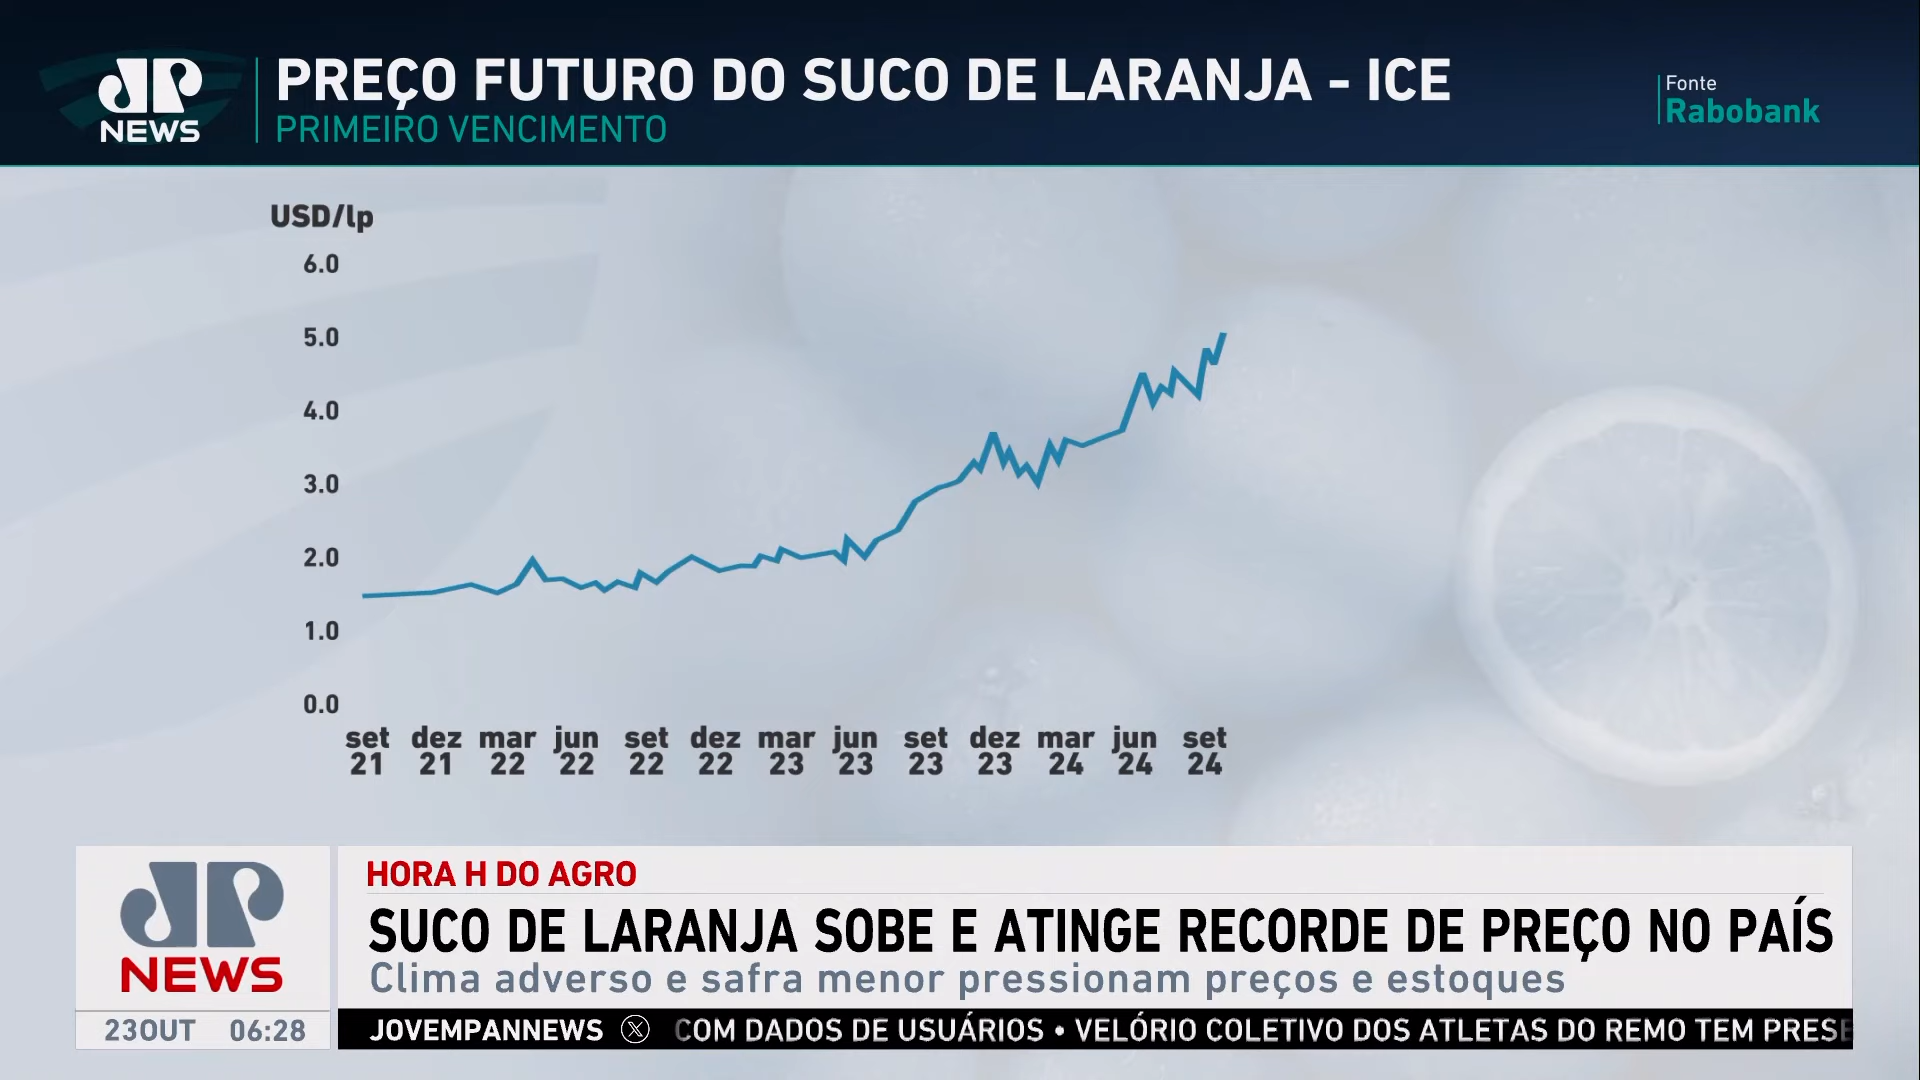 JP
NEWS
PREÇO FUTURO DO SUCO DE LARANJA - ICE
PRIMEIRO VENCIMENTO
Fonte
Rabobank
USD/lp
6.0
5.0
4.0
3.0
2.0
1.0
0.0
set dez mar jun set dez mar jun set dez mar jun set
21 21 22 22 22 22 23 23 23 23 24 24 24
JP
NEWS
23OUT 06:28
HORA H DO AGRO
SUCO DE LARANJA SOBE E ATINGE RECORDE DE PREÇO NO PAÍS
Clima adverso e safra menor pressionam preços e estoques
JOVEMPANNEWS X COM DADOS DE USUÁRIOS • VELÓRIO COLETIVO DOS ATLETAS DO REMO TEM PRESE